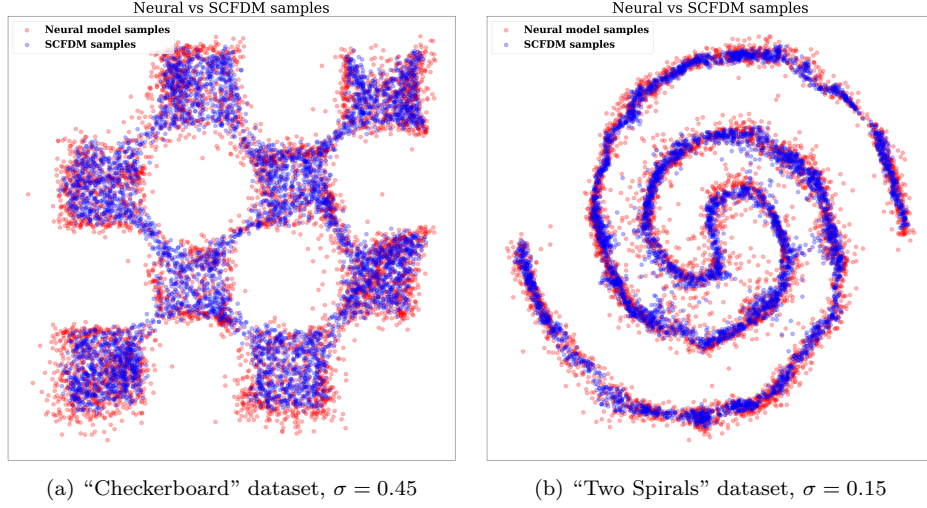 Neural vs SCFDM samples
Neural model samples
SCFDM samples
Neural vs SCFDM samples
Neural model samples
SCFDM samples
(a) “Checkerboard” dataset, σ = 0.45
(b) “Two Spirals” dataset, σ = 0.15